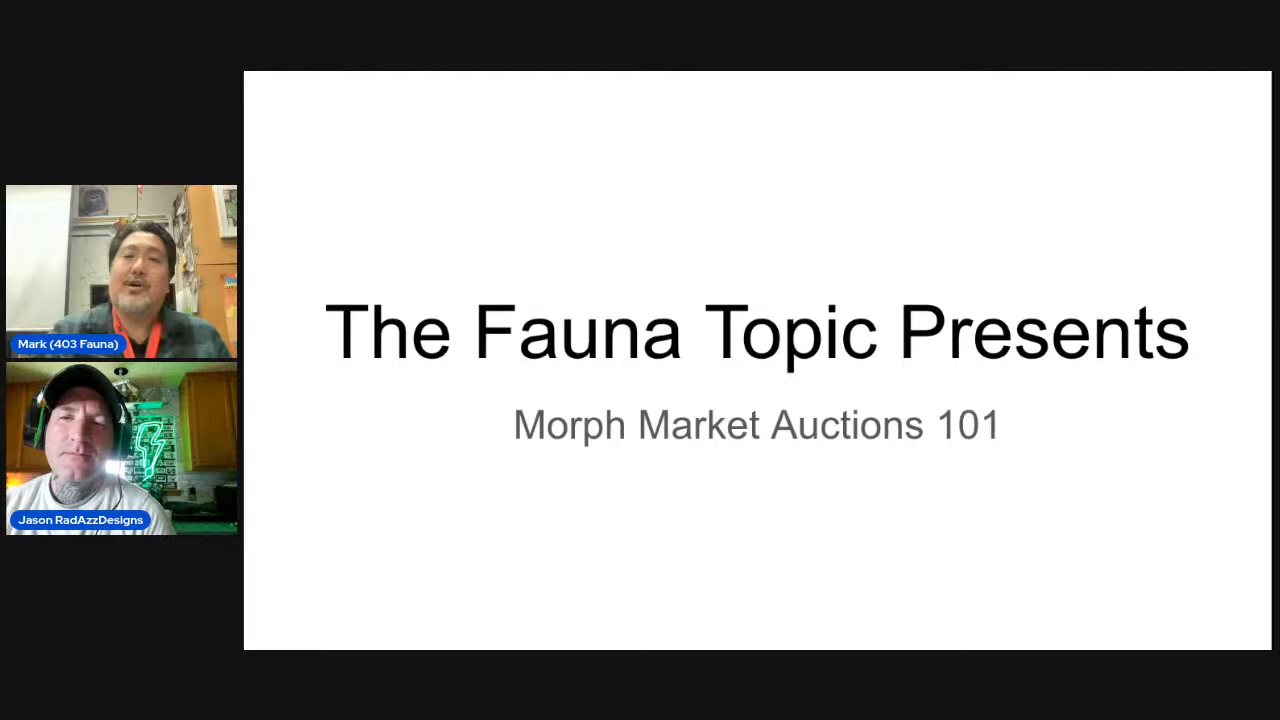 The Fauna Topic Presents
Morph Market Auctions 101
Mark (403 Fauna)
Jason RadAzzDesigns